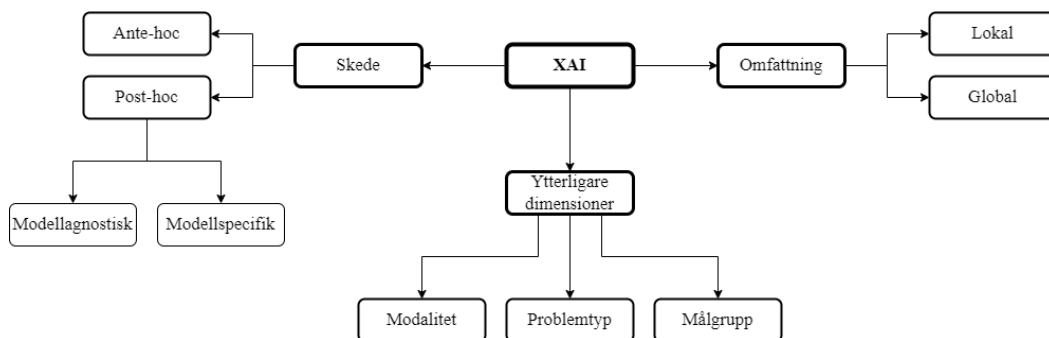 Ante-hoc
Lokal
Skede
XAI
Omfattning
Post-hoc
Global
Ytterligare
dimensioner
Modellagnostisk
Modellspecifik
Modalitet
Problemtyp
Målgrupp